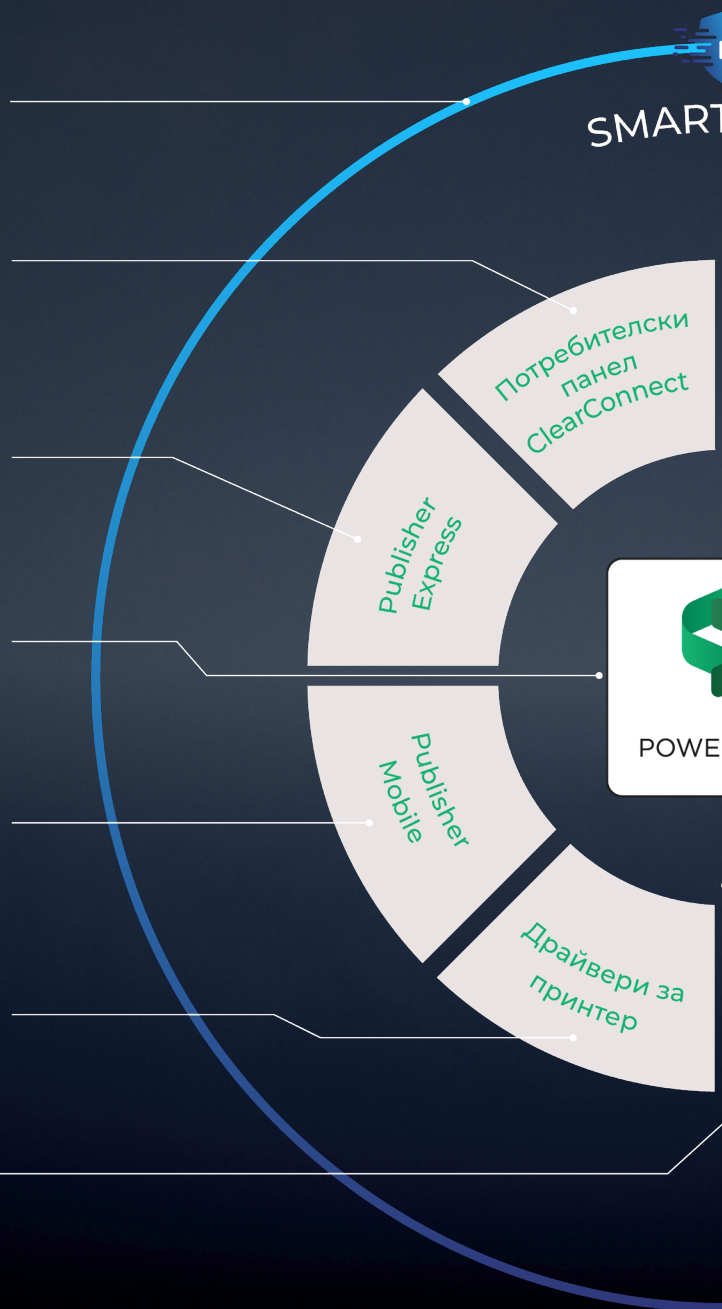 SMART
Потребителски
панел
ClearConnect
Publisher
Express
POWE
Publisher
Mobile
Драйвери за
принтер